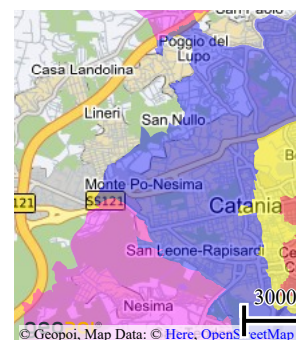 San Paolo
Poggio del
Lupo
Casa Landolina
Lineri
San Nullo
Monte Po-Nesima
SS121
121
Catania
San Leone-Rapisardi
Nesima
3000
© Geopoi, Map Data: © Here, OpenStreetMap